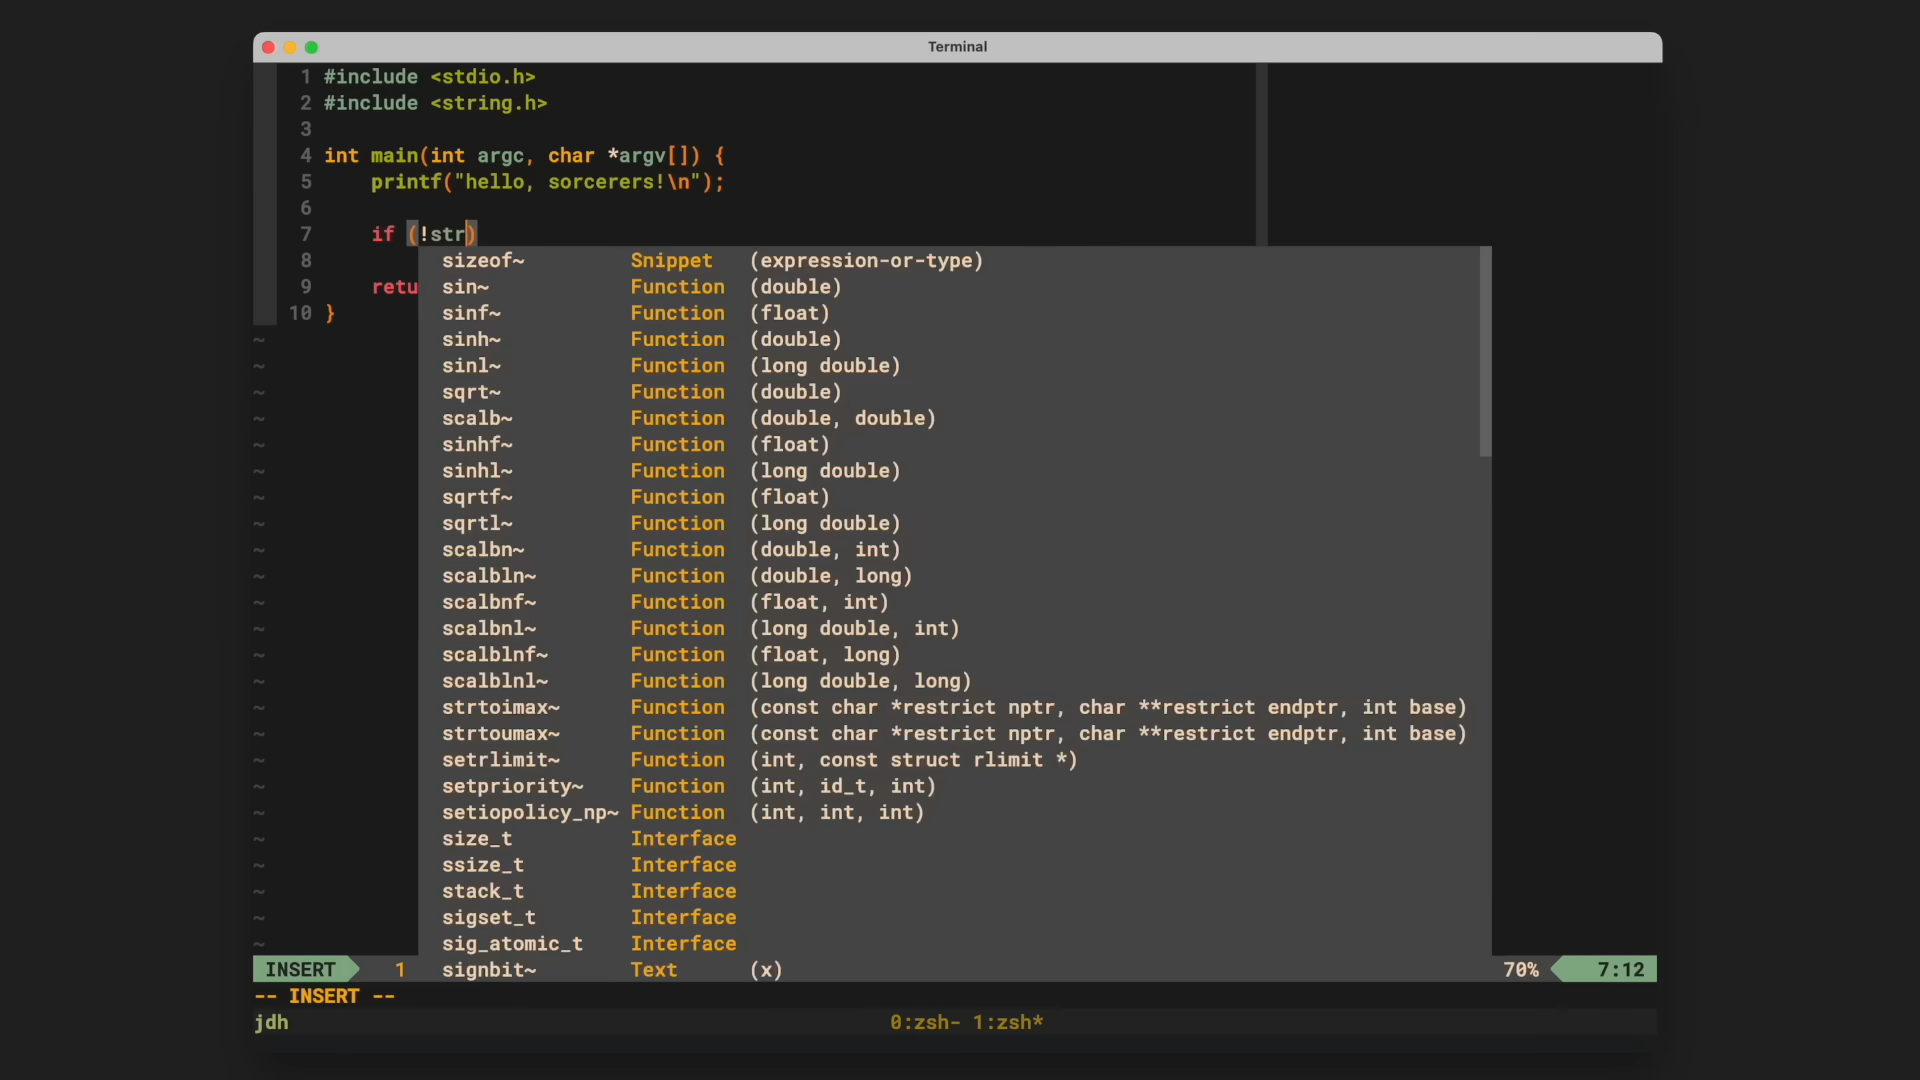 Terminal
1 #include <stdio.h>
2 #include <string.h>
3
4 int main(int argc, char *argv[]) {
5     printf("hello, sorcerers!\n");
6
7     if (!str)
8 sizeof~ Snippet (expression-or-type)
9     retu sin~ Function (double)
10 } sinf~ Function (float)
~ sinh~ Function (double)
~ sinl~ Function (long double)
~ sqrt~ Function (double)
~ scalb~ Function (double, double)
~ sinhf~ Function (float)
~ sinhl~ Function (long double)
~ sqrtf~ Function (float)
~ sqrtl~ Function (long double)
~ scalbn~ Function (double, int)
~ scalbln~ Function (double, long)
~ scalbnf~ Function (float, int)
~ scalbnl~ Function (long double, int)
~ scalblnf~ Function (float, long)
~ scalblnl~ Function (long double, long)
~ strtoimax~ Function (const char *restrict nptr, char **restrict endptr, int base)
~ strtoumax~ Function (const char *restrict nptr, char **restrict endptr, int base)
~ setrlimit~ Function (int, const struct rlimit *)
~ setpriority~ Function (int, id_t, int)
~ setiopolicy_np~ Function (int, int, int)
~ size_t Interface
~ ssize_t Interface
~ stack_t Interface
~ sigset_t Interface
~ sig_atomic_t Interface
INSERT 1 signbit~ Text (x) 70% 7:12
-- INSERT --
jdh 0:zsh- 1:zsh*